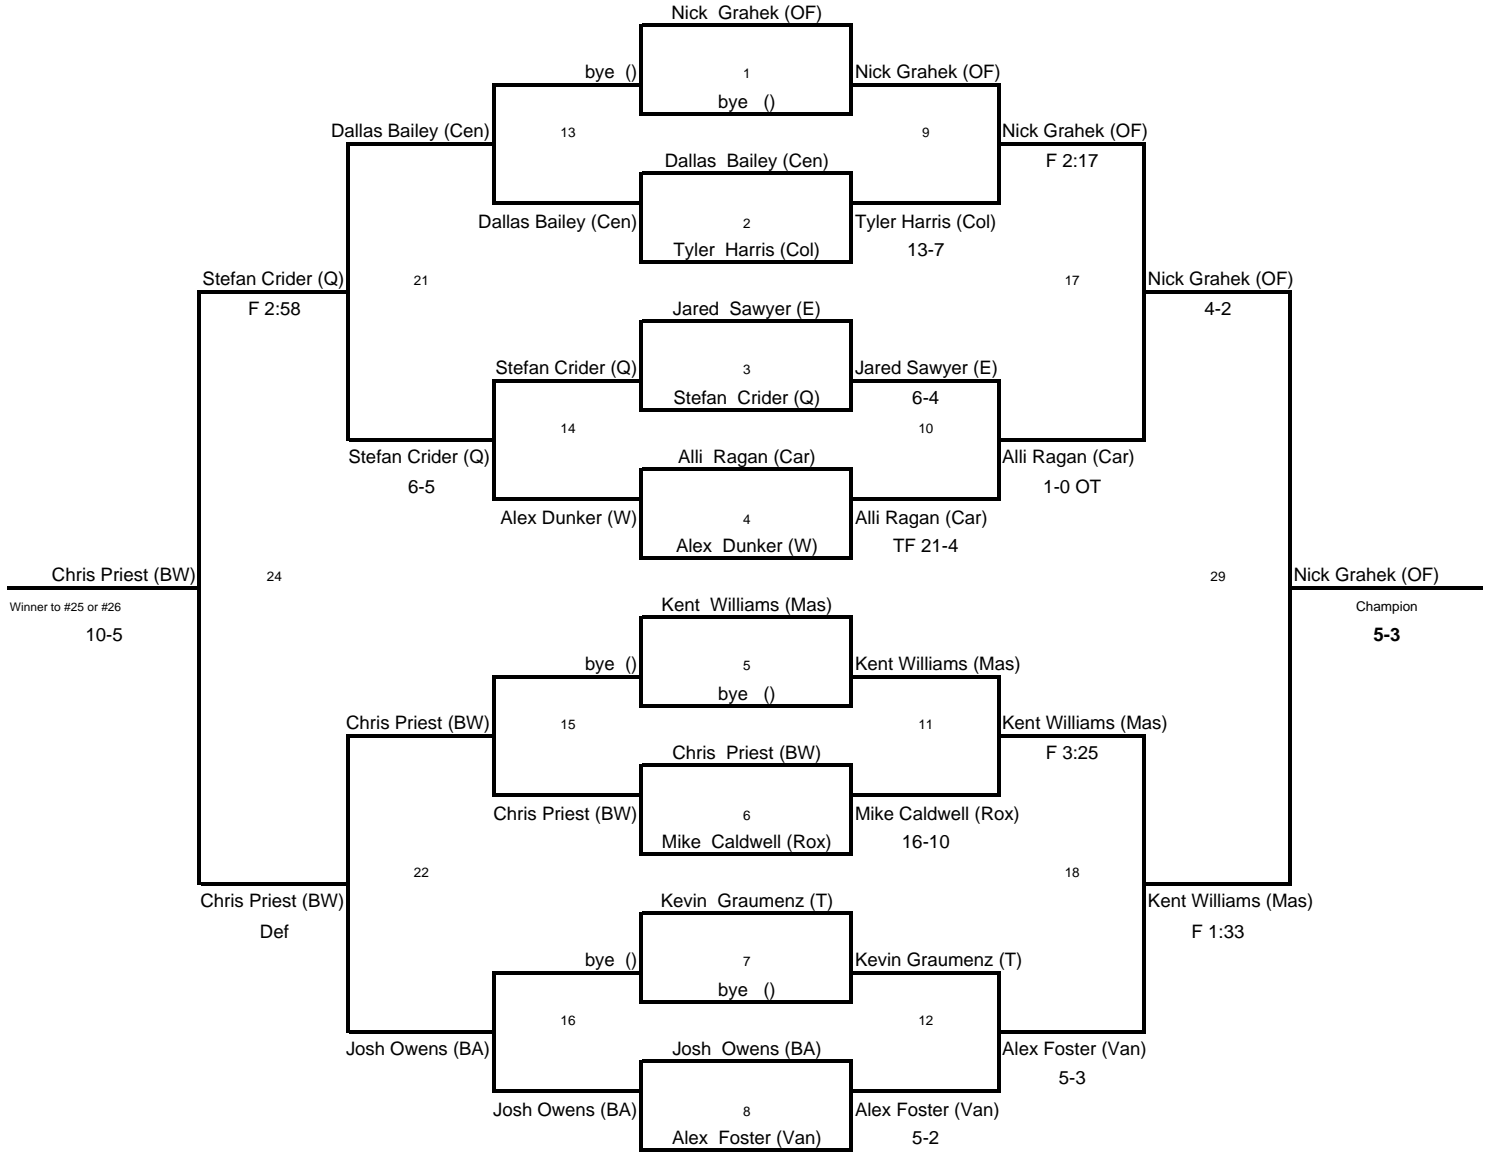 Nick Grahek (OF)
bye ()
1
Nick Grahek (OF)
bye ()
Dallas Bailey (Cen)
13
9
Nick Grahek (OF)
F 2:17
Dallas Bailey (Cen)
Dallas Bailey (Cen)
2
Tyler Harris (Col)
Tyler Harris (Col)
13-7
Stefan Crider (Q)
21
17
Nick Grahek (OF)
F 2:58
4-2
Jared Sawyer (E)
Stefan Crider (Q)
3
Jared Sawyer (E)
Stefan Crider (Q)
6-4
14
10
Stefan Crider (Q)
Alli Ragan (Car)
Alli Ragan (Car)
6-5
1-0 OT
Alex Dunker (W)
4
Alli Ragan (Car)
Alex Dunker (W)
TF 21-4
Chris Priest (BW)
24
29
Nick Grahek (OF)
Winner to #25 or #26
Champion
10-5
5-3
Kent Williams (Mas)
bye ()
5
Kent Williams (Mas)
bye ()
Chris Priest (BW)
15
11
Kent Williams (Mas)
F 3:25
Chris Priest (BW)
Chris Priest (BW)
6
Mike Caldwell (Rox)
Mike Caldwell (Rox)
16-10
22
18
Chris Priest (BW)
Kevin Graumenz (T)
Kent Williams (Mas)
Def
F 1:33
bye ()
7
Kevin Graumenz (T)
bye ()
16
12
Josh Owens (BA)
Josh Owens (BA)
Alex Foster (Van)
5-3
Josh Owens (BA)
8
Alex Foster (Van)
Alex Foster (Van)
5-2